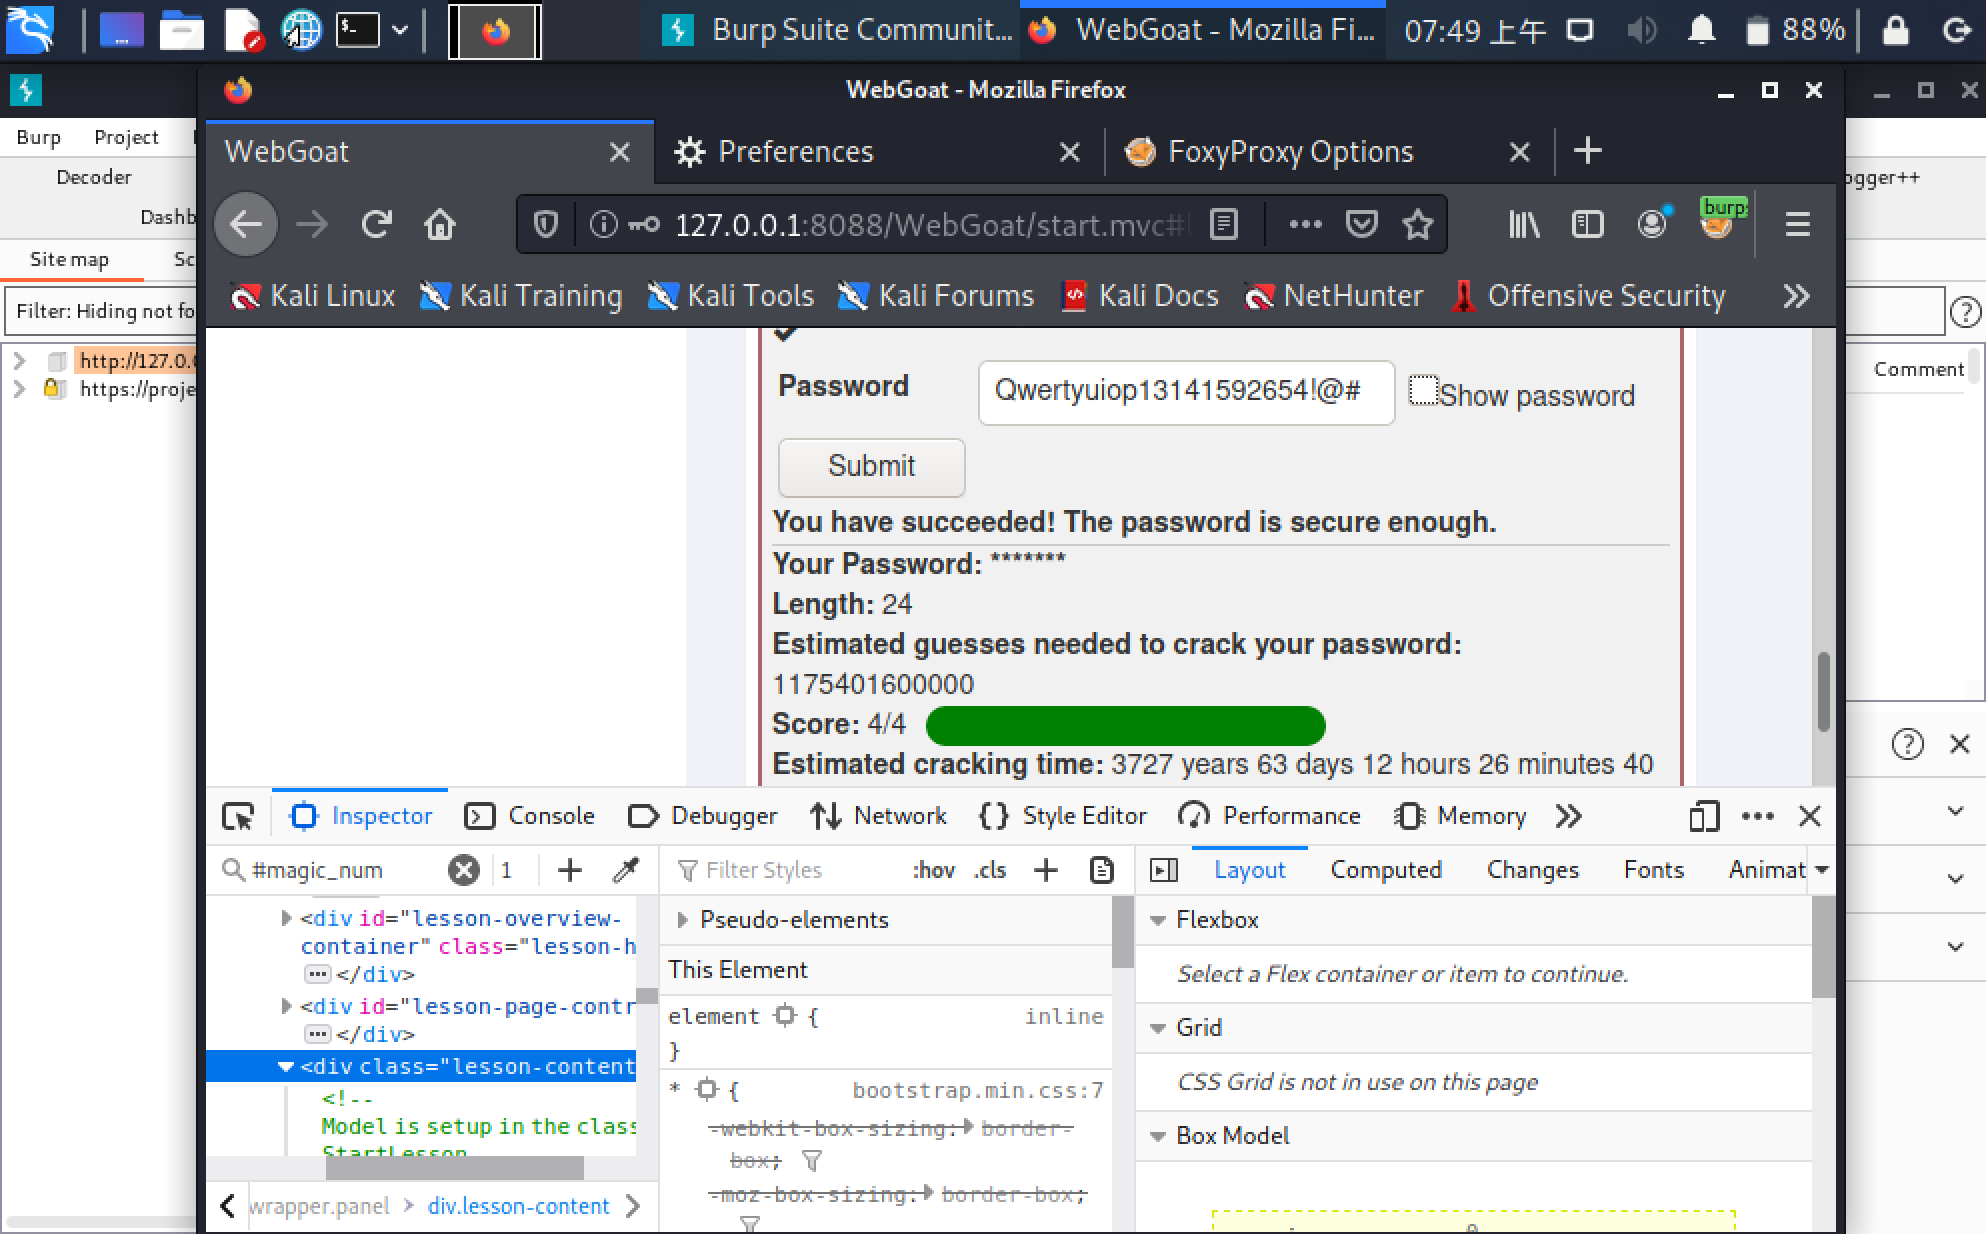 $-
Burp Suite Communit...
WebGoat - Mozilla Fi...
07:49 上午
88%
WebGoat - Mozilla Firefox
Burp Project
Decoder
Dashb
Site map Sc
Filter: Hiding not fo
http://127.0.
https://proje
ogger++
Comment
WebGoat
Preferences
FoxyProxy Options
127.0.0.1:8088/WebGoat/start.mvc#
burp
Kali Linux
Kali Training
Kali Tools
Kali Forums
Kali Docs
NetHunter
Offensive Security
Password
Qwertyuiop13141592654!@#
Show password
Submit
You have succeeded! The password is secure enough.
Your Password: *******
Length: 24
Estimated guesses needed to crack your password:
1175401600000
Score: 4/4
Estimated cracking time: 3727 years 63 days 12 hours 26 minutes 40
Inspector
Console
Debugger
Network
Style Editor
Performance
Memory
#magic_num
1
Filter Styles
:hov .cls
Layout
Computed
Changes
Fonts
Animat
<div id="lesson-overview-
container" class="lesson-h
</div>
<div id="lesson-page-contr
</div>
<div class="lesson-content
<!--
Model is setup in the class
StartLesson
wrapper.panel > div.lesson-content
Pseudo-elements
This Element
element { inline
}
* { bootstrap.min.css:7
-webkit-box-sizing: border-
box;
-moz-box-sizing: border-box;
Flexbox
Select a Flex container or item to continue.
Grid
CSS Grid is not in use on this page
Box Model